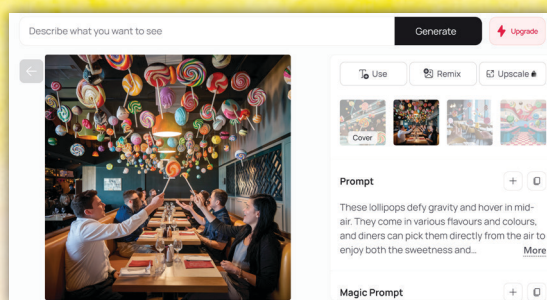 Describe what you want to see
Generate
Upgrade
Use
Remix
Upscale
Cover
Prompt
These lollipops defy gravity and hover in mid-
air. They come in various flavours and colours,
and diners can pick them directly from the air to
enjoy both the sweetness and... More
Magic Prompt